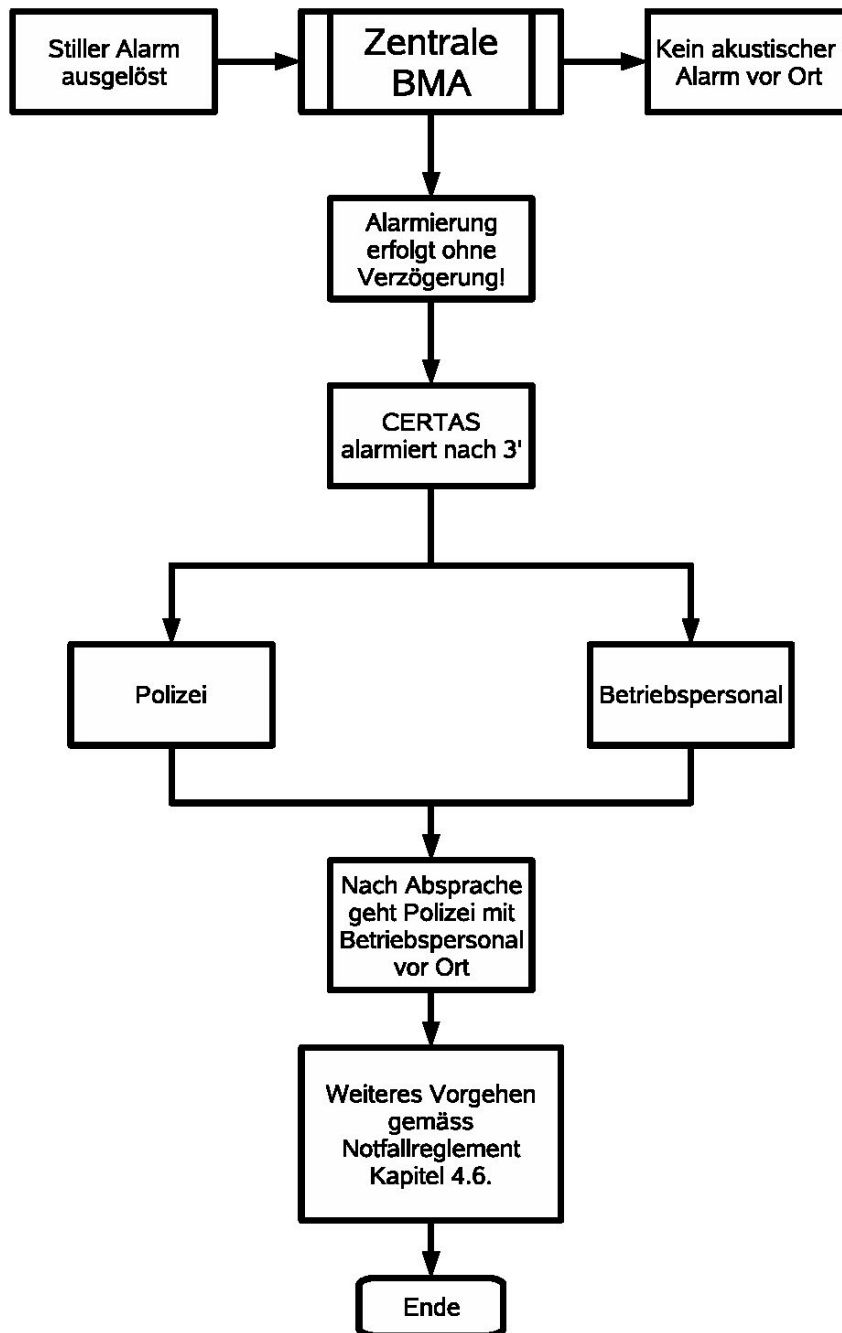 Stiller Alarm
ausgelöst
Zentrale
BMA
Kein akustischer
Alarm vor Ort
Alarmierung
erfolgt ohne
Verzögerung!
CERTAS
alarmiert nach 3'
Polizei
Betriebspersonal
Nach Absprache
geht Polizei mit
Betriebspersonal
vor Ort
Weiteres Vorgehen
gemäss
Notfallreglement
Kapitel 4.6.
Ende